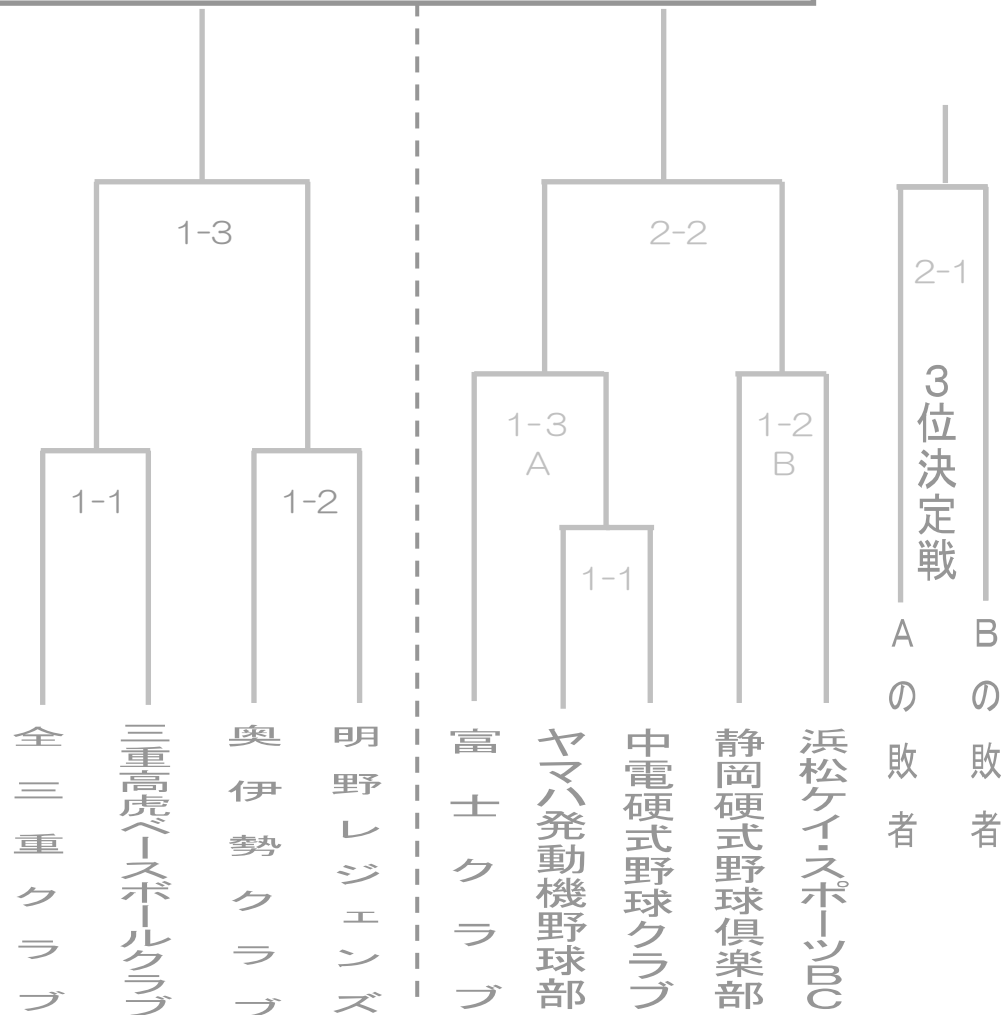 1-3
2-2
2-1
1-3
A
1-2
B
1-1
1-2
1-1
3位決定戦
Aの敗者
Bの敗者
全三重クラブ
三重高虎ベースボールクラブ
奥伊勢クラブ
明野レジェンズ
富士クラブ
ヤマハ発動機野球部
中電硬式野球クラブ
静岡硬式野球倶楽部
浜松ケイ・スポーツBC